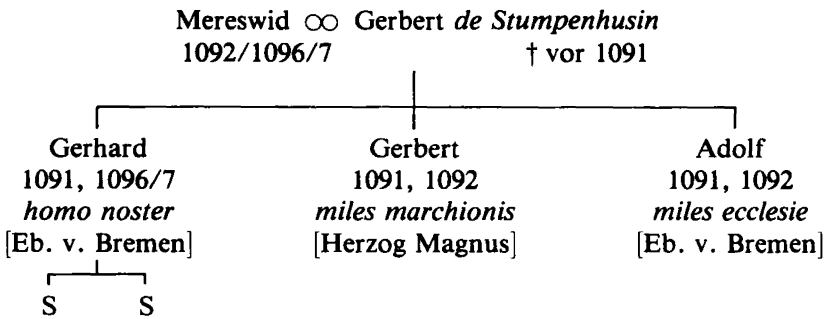 Mereswid ∞ Gerbert de Stumpenhusin
1092/1096/7 † vor 1091
Gerhard Gerbert Adolf
1091, 1096/7 1091, 1092 1091, 1092
homo noster miles marchionis miles ecclesie
[Eb. v. Bremen] [Herzog Magnus] [Eb. v. Bremen]
S S